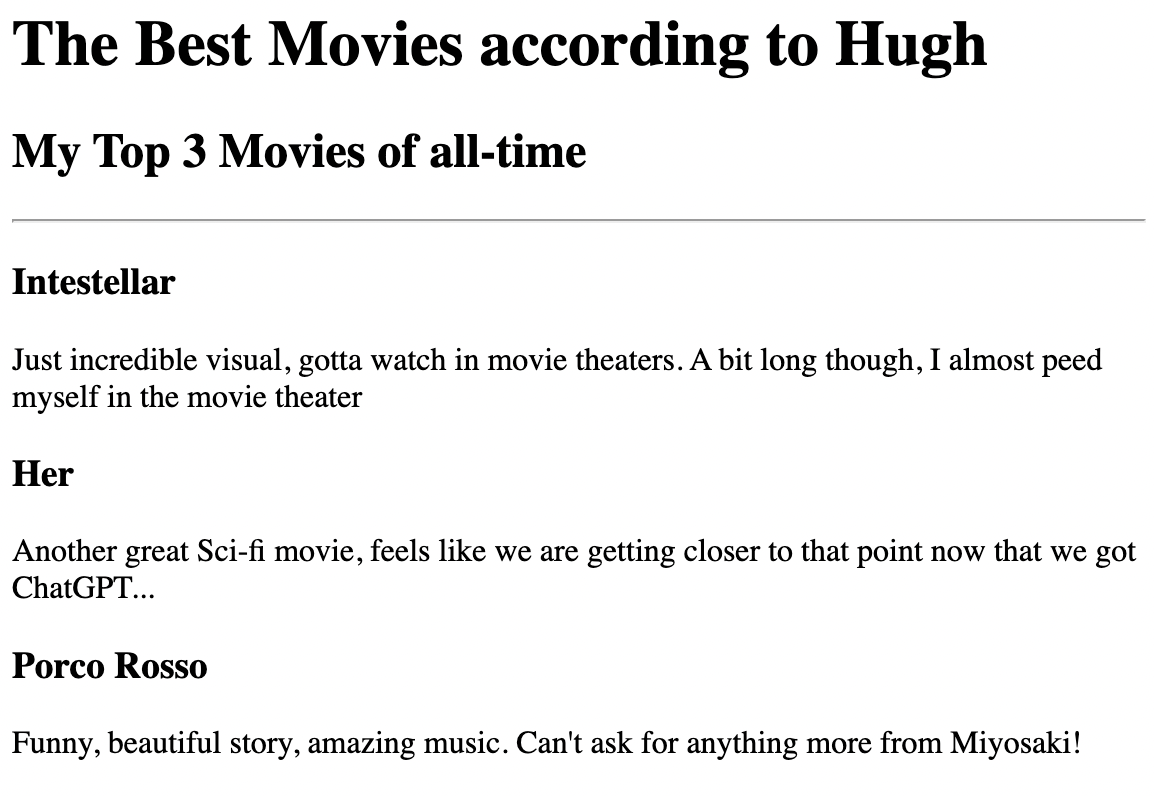 The Best Movies according to Hugh
My Top 3 Movies of all-time
Intestellar
Just incredible visual, gotta watch in movie theaters. A bit long though, I almost peed
myself in the movie theater
Her
Another great Sci-fi movie, feels like we are getting closer to that point now that we got
ChatGPT...
Porco Rosso
Funny, beautiful story, amazing music. Can't ask for anything more from Miyosaki!